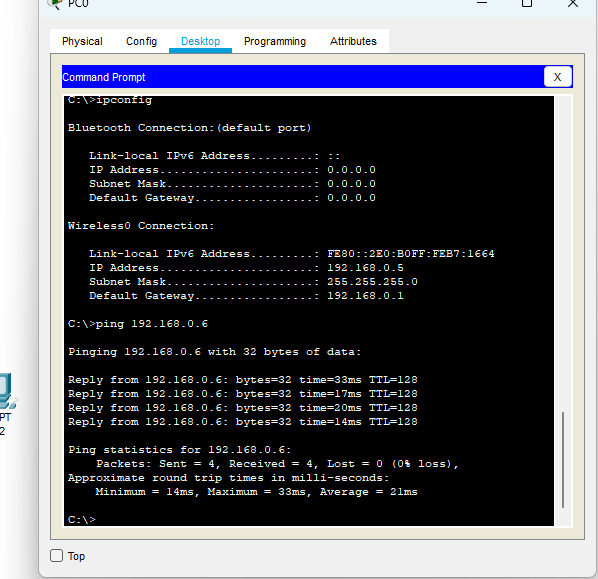 PC0
Physical Config Desktop Programming Attributes
Command Prompt
X
C:\>ipconfig
Bluetooth Connection:(default port)
Link-local IPv6 Address.........: ::
IP Address......................: 0.0.0.0
Subnet Mask.....................: 0.0.0.0
Default Gateway.................: 0.0.0.0
Wireless0 Connection:
Link-local IPv6 Address.........: FE80::2E0:B0FF:FEB7:1664
IP Address......................: 192.168.0.5
Subnet Mask.....................: 255.255.255.0
Default Gateway.................: 192.168.0.1
C:\>ping 192.168.0.6
Pinging 192.168.0.6 with 32 bytes of data:
Reply from 192.168.0.6: bytes=32 time=33ms TTL=128
Reply from 192.168.0.6: bytes=32 time=17ms TTL=128
Reply from 192.168.0.6: bytes=32 time=20ms TTL=128
Reply from 192.168.0.6: bytes=32 time=14ms TTL=128
Ping statistics for 192.168.0.6:
Packets: Sent = 4, Received = 4, Lost = 0 (0% loss),
Approximate round trip times in milli-seconds:
Minimum = 14ms, Maximum = 33ms, Average = 21ms
C:\>
Top
PT
2